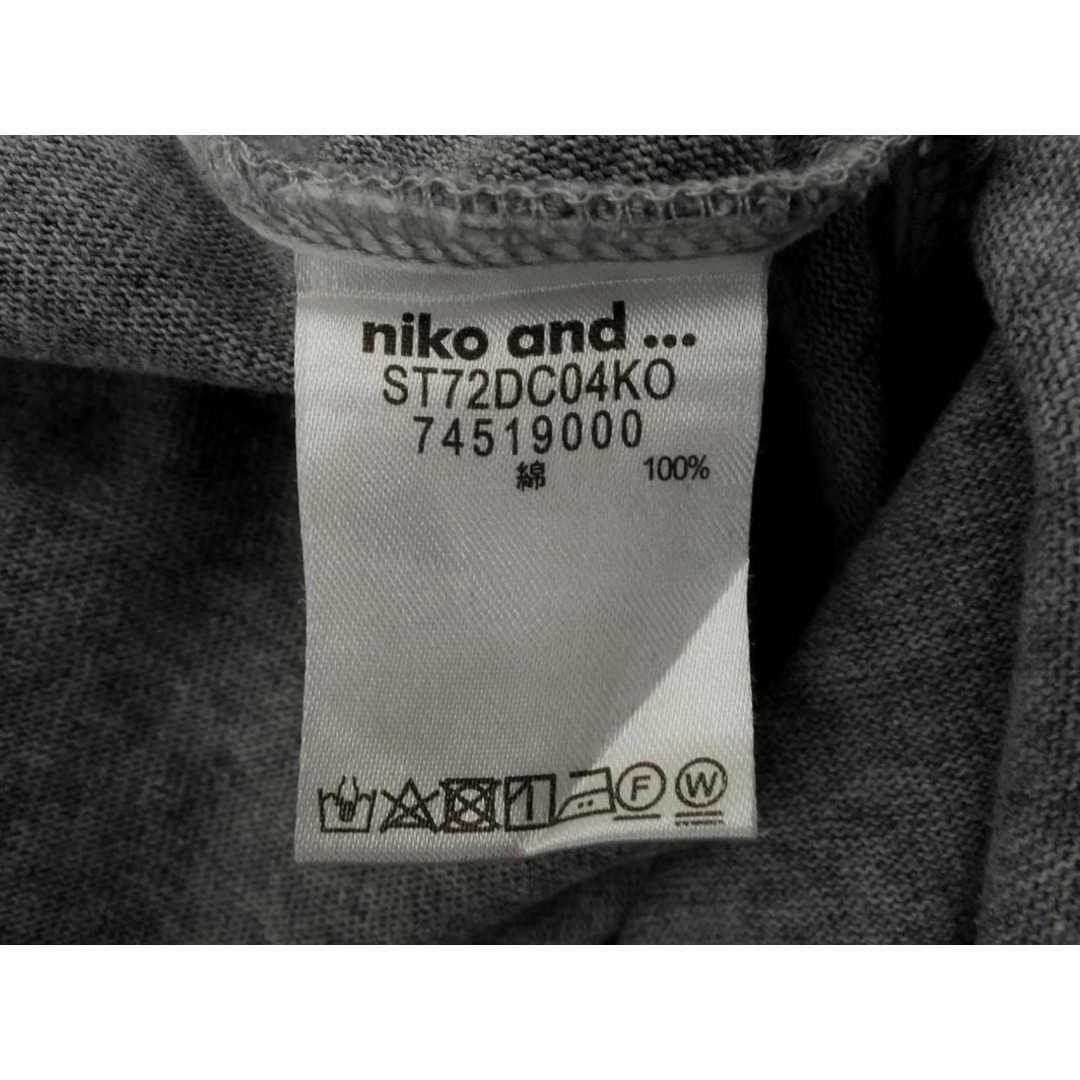 niko and ...
ST72DC04KO
74519000
綿 100%
F W